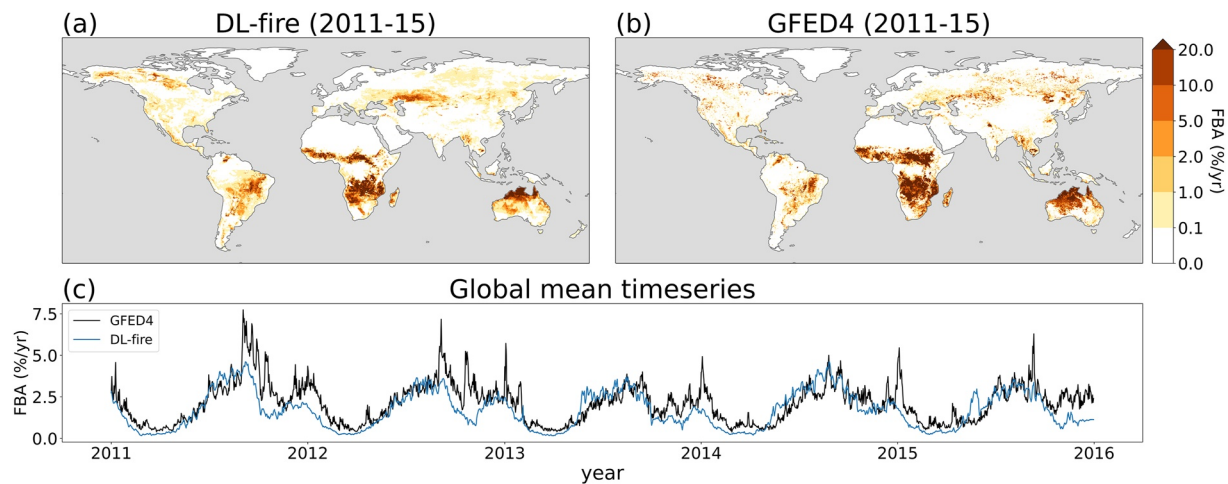 (a) DL-fire (2011-15)
(b) GFED4 (2011-15)
20.0
10.0
5.0
2.0
1.0
0.1
0.0
FBA (%/yr)
(c) Global mean timeseries
GFED4
DL-fire
7.5
5.0
2.5
0.0
FBA (%/yr)
2011 2012 2013 2014 2015 2016
year